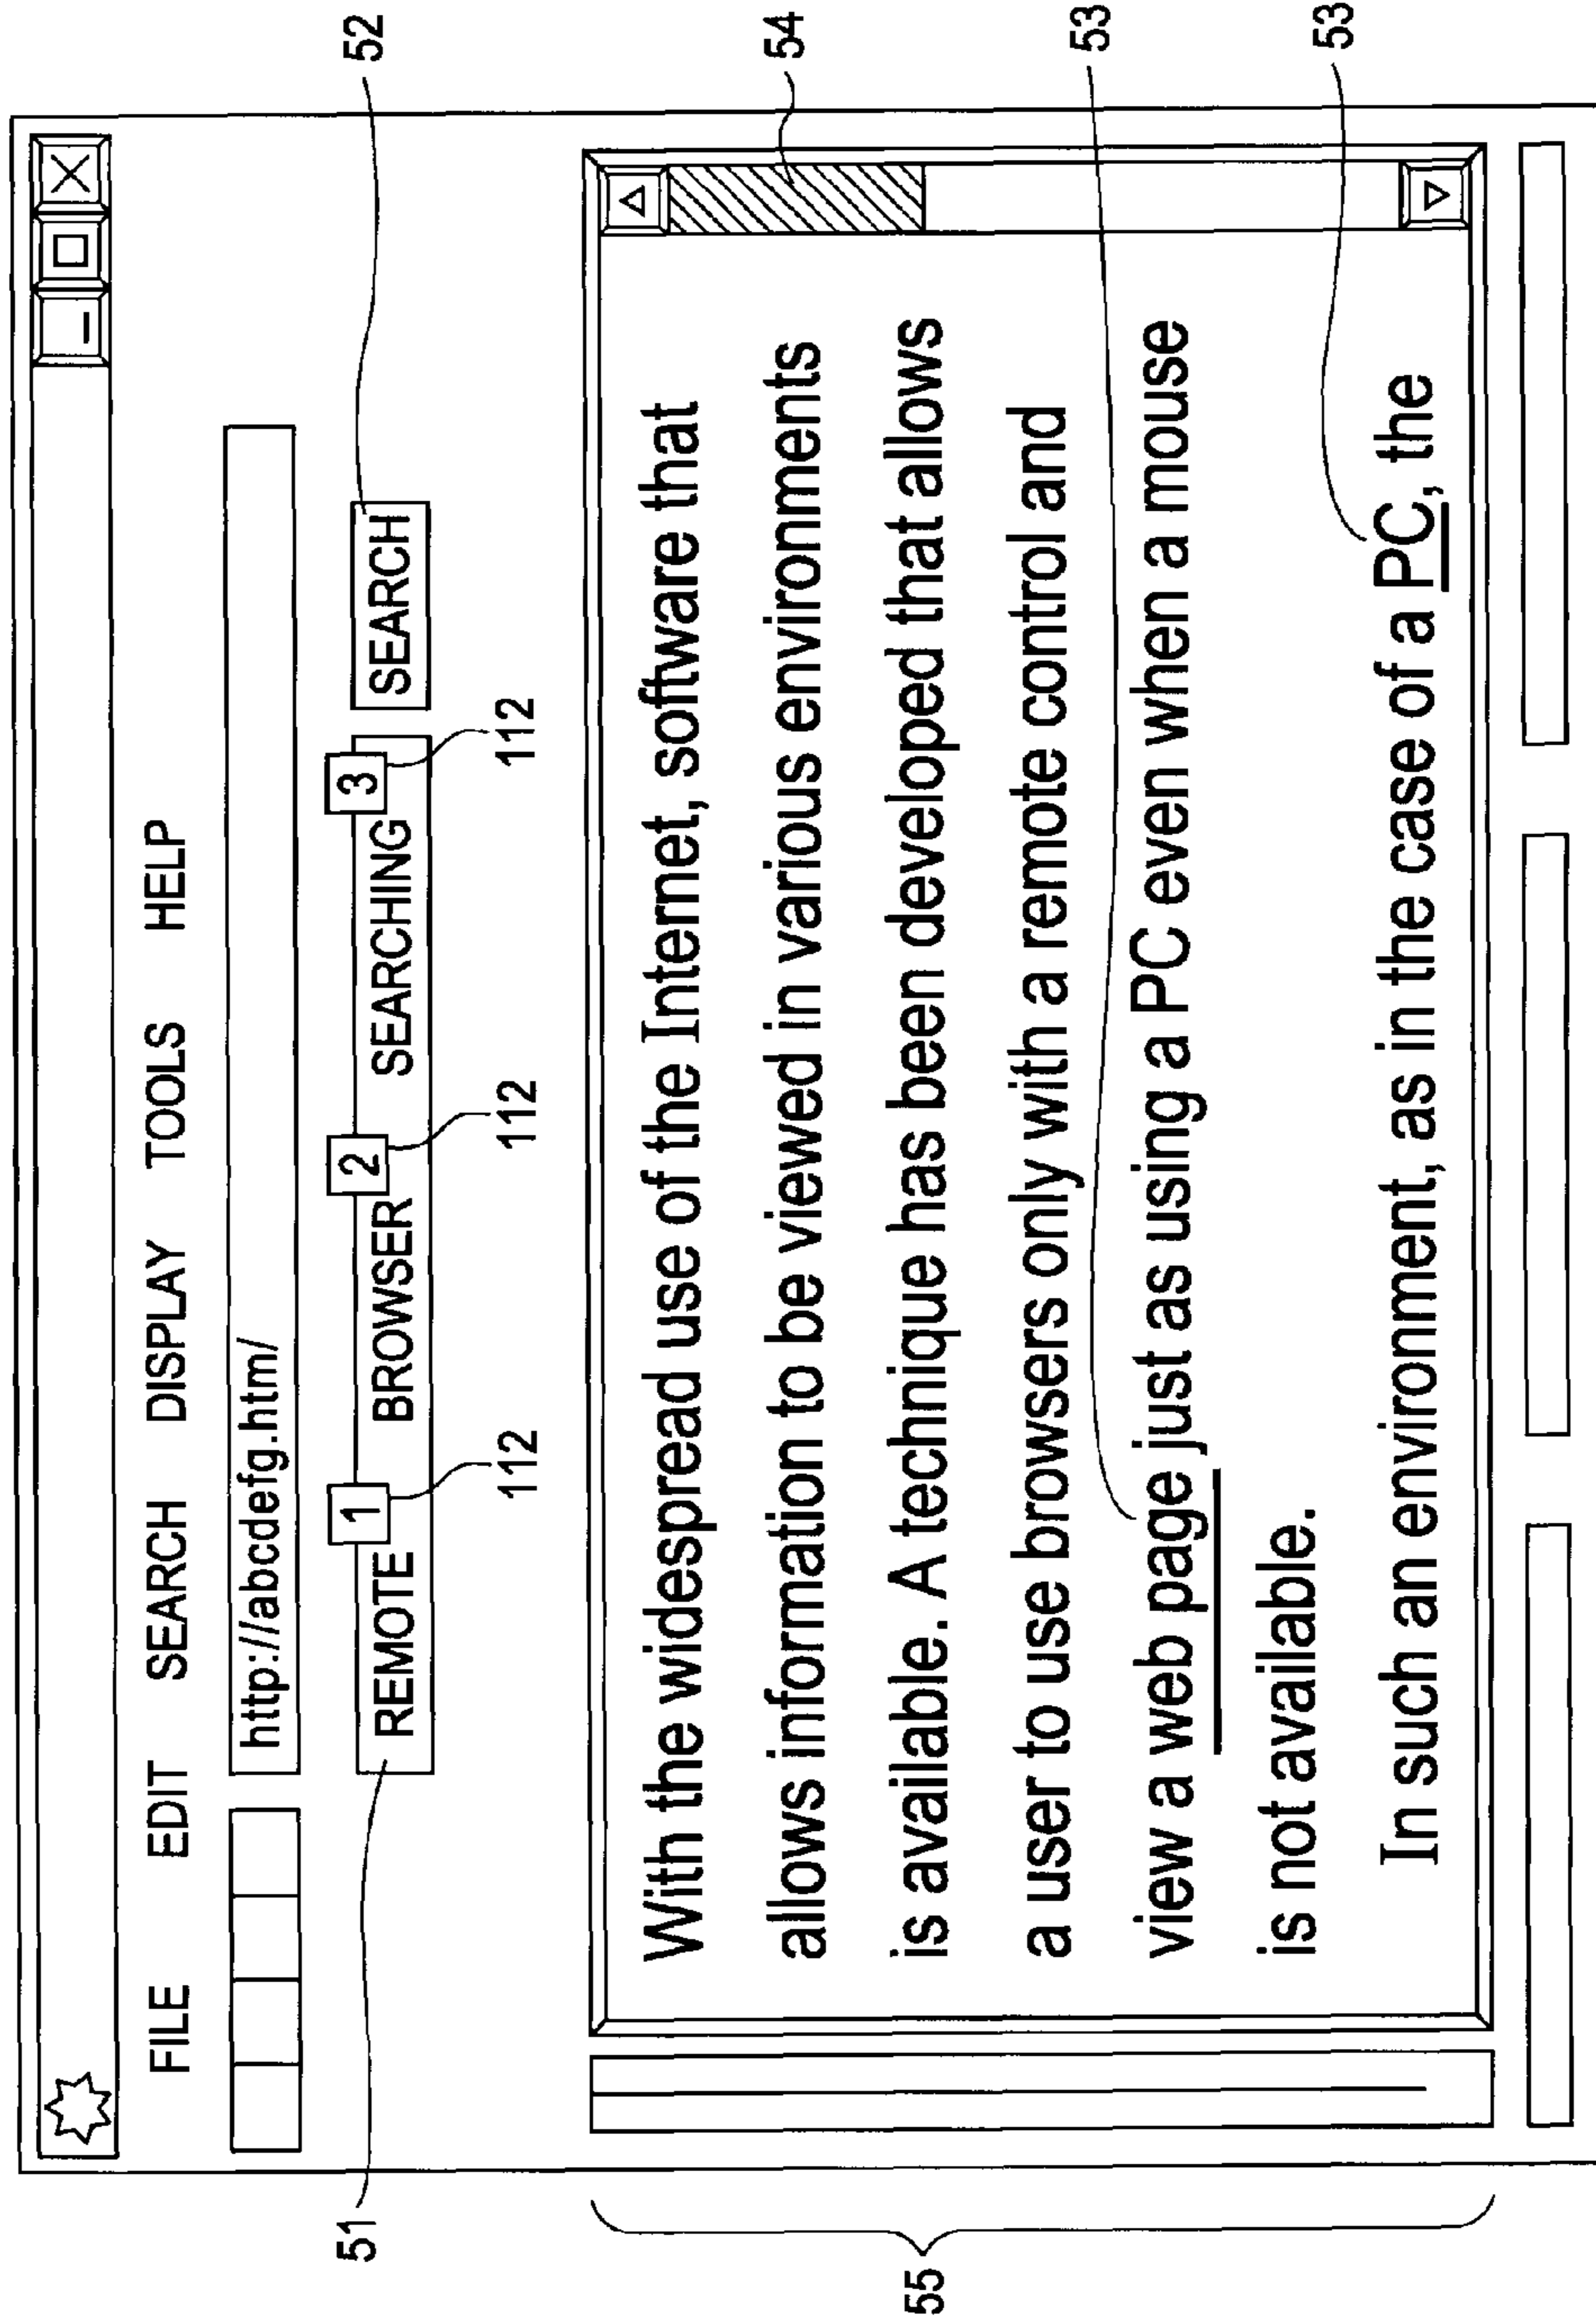 FILE EDIT SEARCH DISPLAY TOOLS HELP
http://abcdefg.htm/
51
REMOTE 1 BROWSER 2 SEARCHING 3 SEARCH
52
112 112 112
With the widespread use of the Internet, software that
54
allows information to be viewed in various environments
is available. A technique has been developed that allows
55
a user to use browsers only with a remote control and
53
view a web page just as using a PC even when a mouse
is not available.
53
In such an environment, as in the case of a PC, the